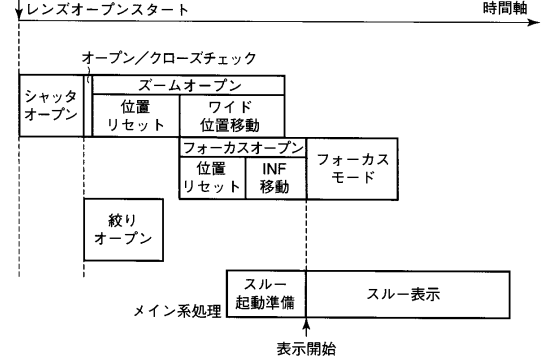 レンズオープンスタート
時間軸
オープン／クローズチェック
シャッタ
オープン
ズームオープン
位置
リセット
ワイド
位置移動
フォーカスオープン
位置
リセット
INF
移動
フォーカス
モード
絞り
オープン
メイン系処理
スルー
起動準備
スルー表示
表示開始